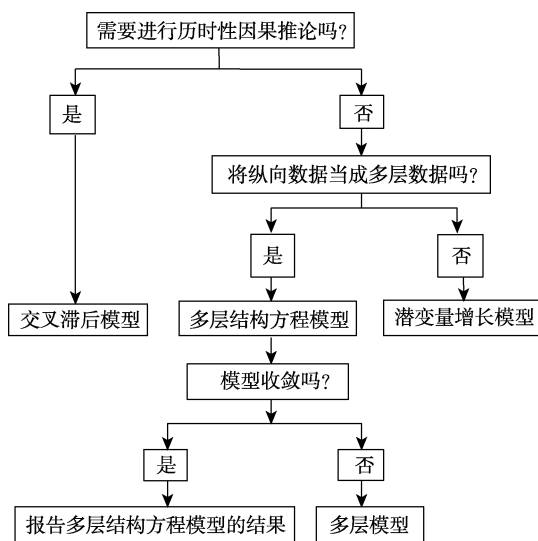 需要进行历时性因果推论吗?
是
否
将纵向数据当成多层数据吗?
是
否
交叉滞后模型
多层结构方程模型
潜变量增长模型
模型收敛吗?
是
否
报告多层结构方程模型的结果
多层模型